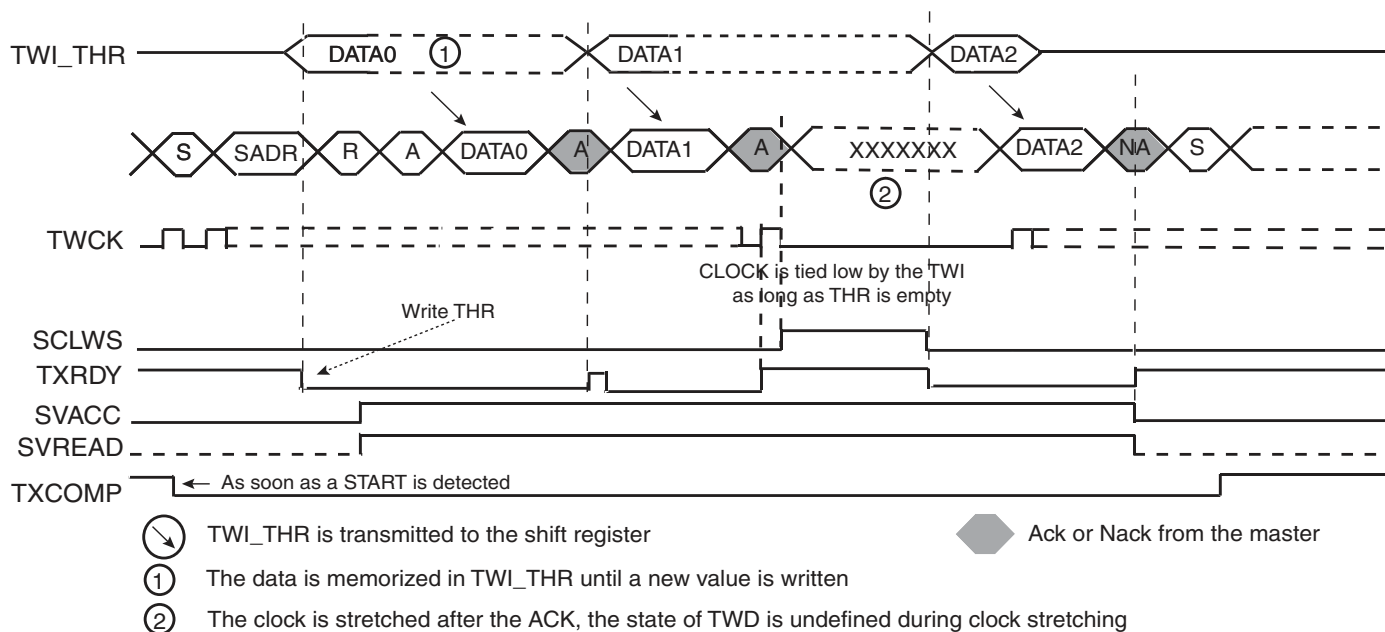 TWI_THR DATA0 1 DATA1 DATA2
S SADR R A DATA0 A DATA1 A XXXXXXX DATA2 NA S
2
TWCK
CLOCK is tied low by the TWI
as long as THR is empty
Write THR
SCLWS
TXRDY
SVACC
SVREAD
TXCOMP As soon as a START is detected
TWI_THR is transmitted to the shift register Ack or Nack from the master
1 The data is memorized in TWI_THR until a new value is written
2 The clock is stretched after the ACK, the state of TWD is undefined during clock stretching